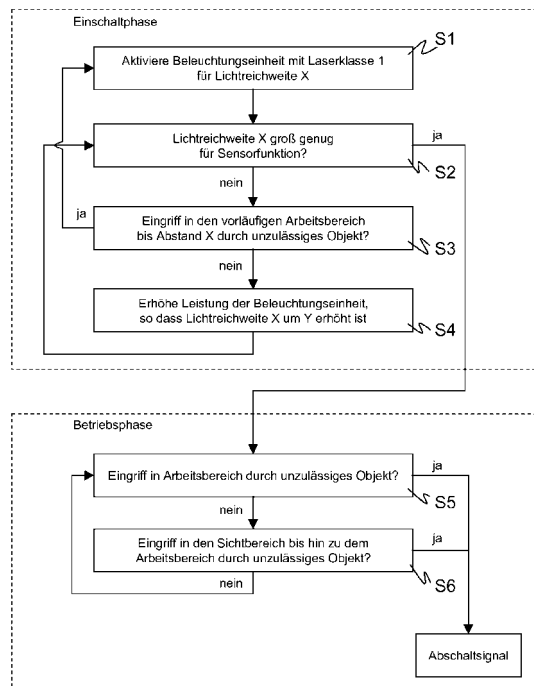 Einschaltphase
S1
Aktiviere Beleuchtungseinheit mit Laserklasse 1
für Lichtreichweite X
Lichtreichweite X groß genug
für Sensorfunktion?
ja
S2
nein
ja
Eingriff in den vorläufigen Arbeitsbereich
bis Abstand X durch unzulässiges Objekt?
S3
nein
Erhöhe Leistung der Beleuchtungseinheit,
so dass Lichtreichweite X um Y erhöht ist
S4
Betriebsphase
Eingriff in Arbeitsbereich durch unzulässiges Objekt?
ja
S5
nein
Eingriff in den Sichtbereich bis hin zu dem
Arbeitsbereich durch unzulässiges Objekt?
ja
S6
nein
Abschaltsignal